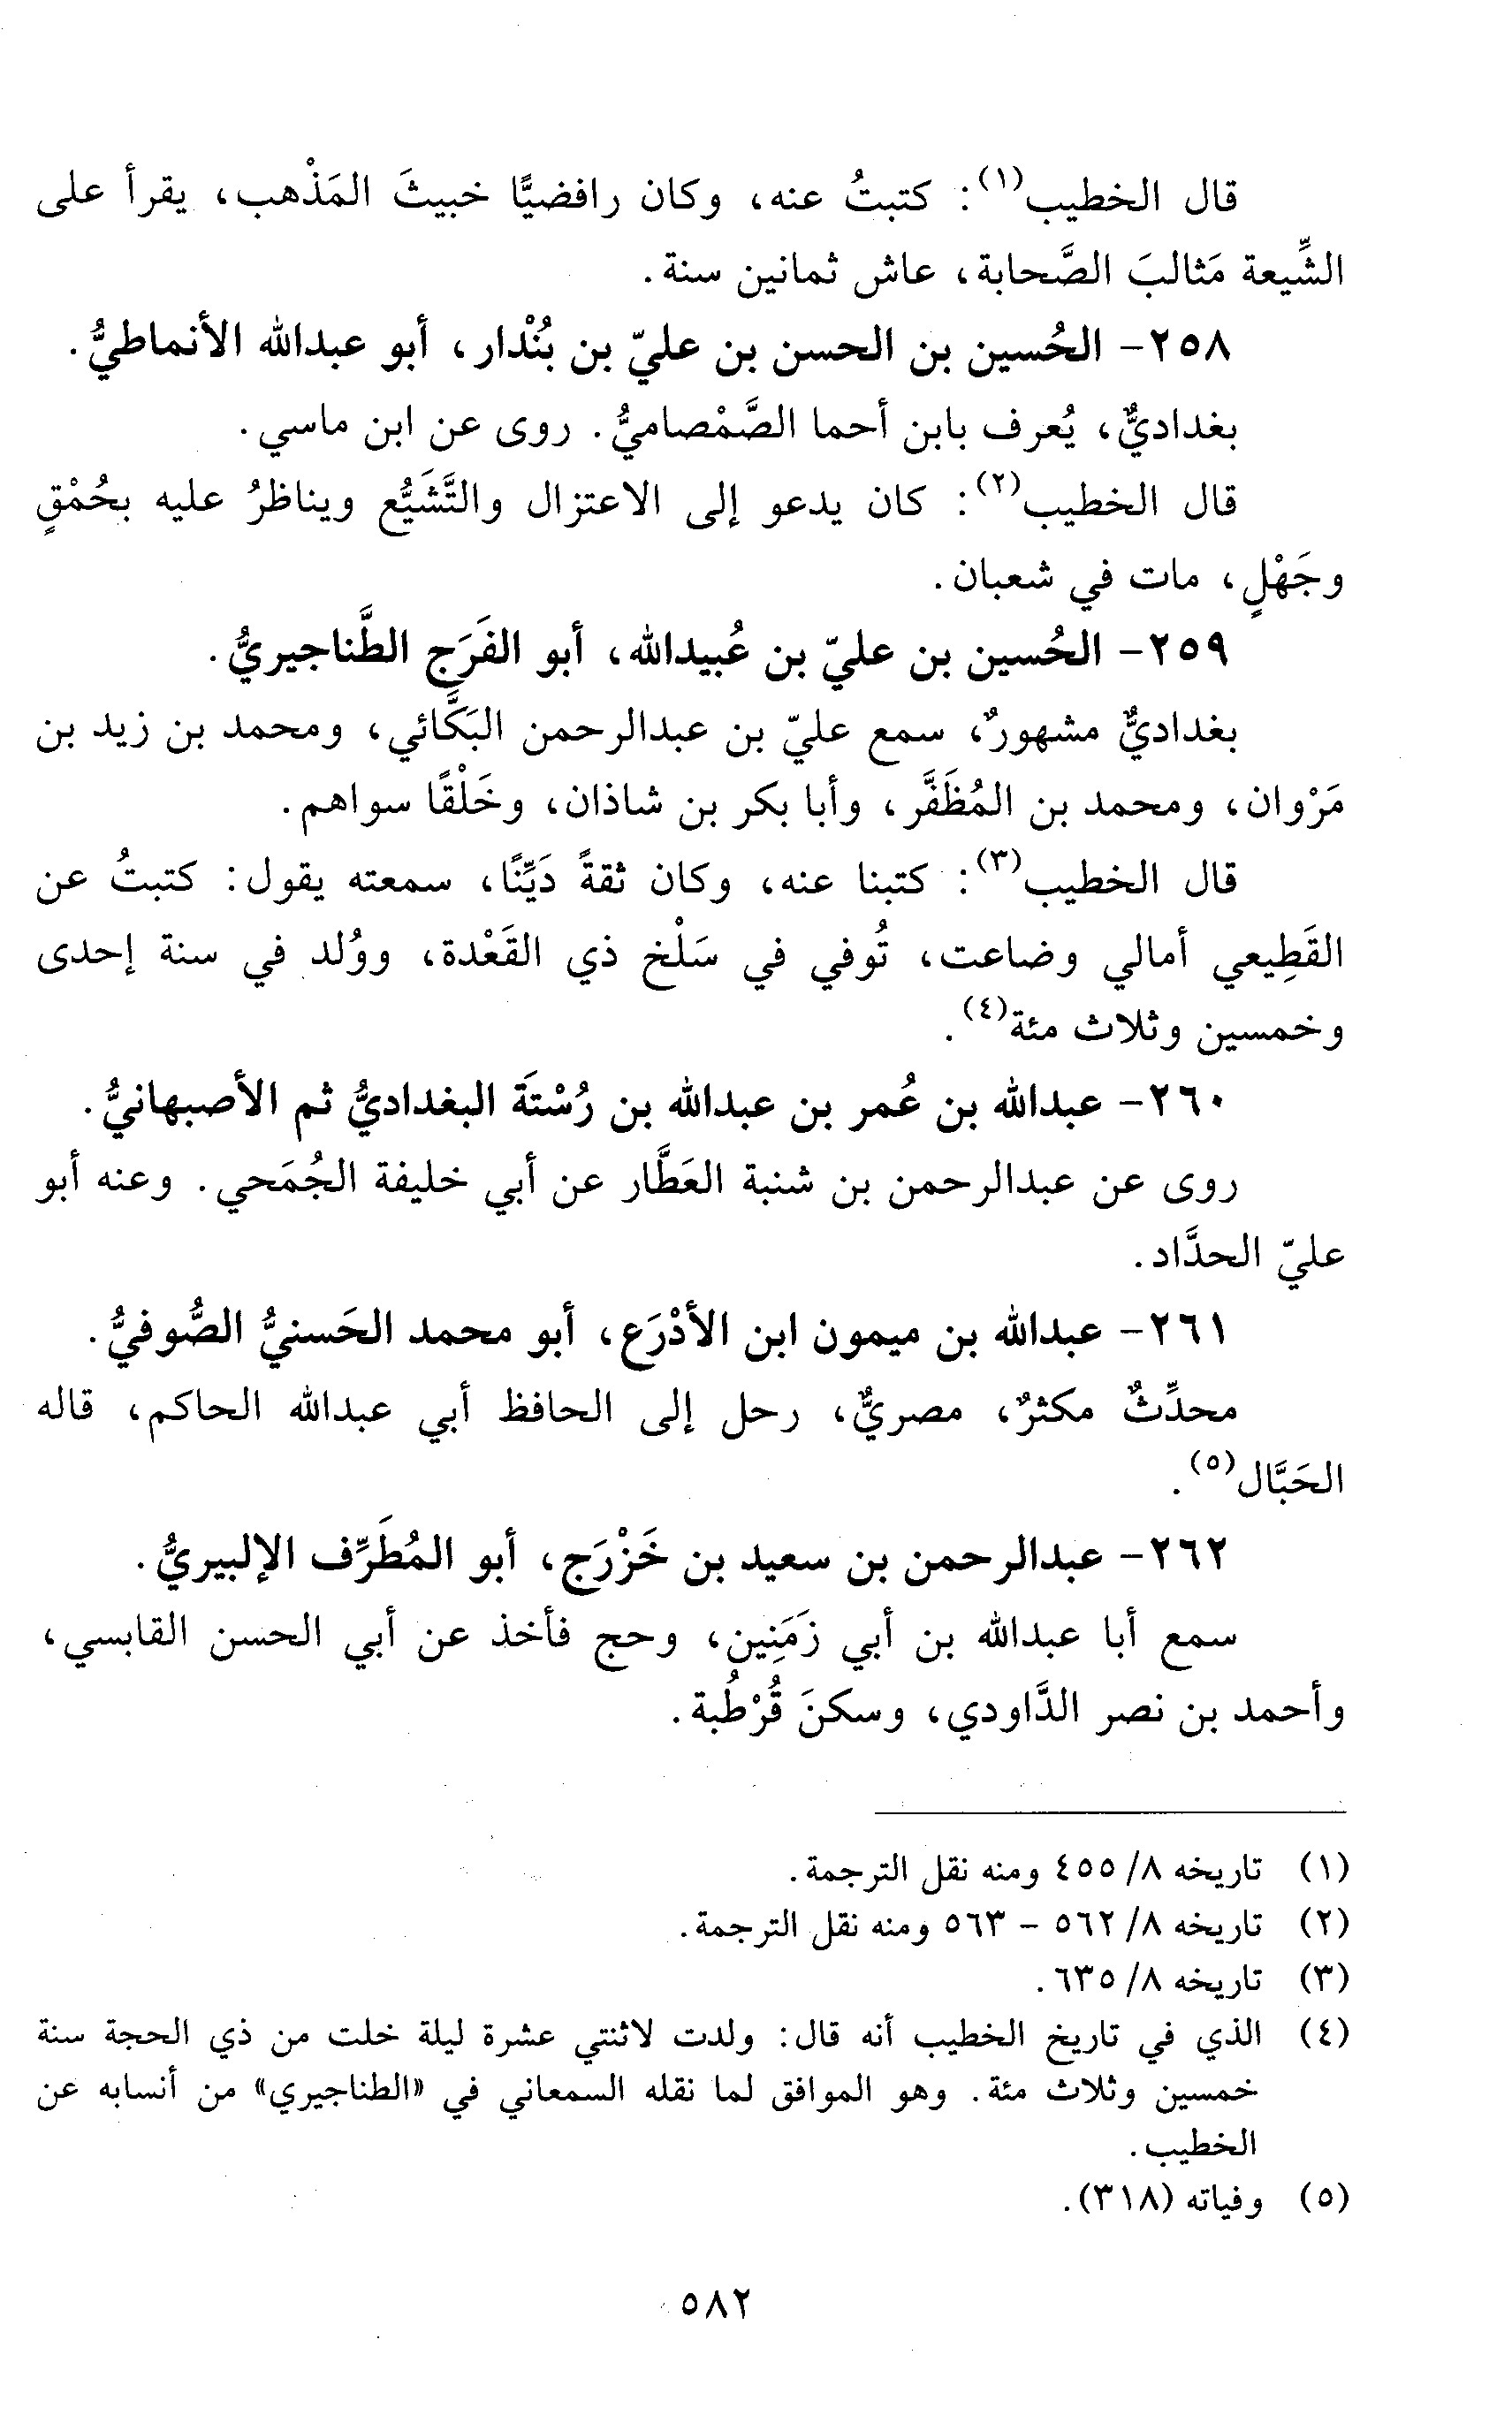 قال الخطيب(١): كتبتُ عنه، وكان رافضيًّا خبيثَ المَذْهب، يقرأ على
الشِّيعة مَثالبَ الصَّحابة، عاش ثمانين سنة.
٢٥٨- الحُسين بن الحسن بن عليّ بن بُنْدار، أبو عبدالله الأنماطيُّ.
بغداديٌّ، يُعرف بابن أحما الصَّمْصاميُّ. روى عن ابن ماسي.
قال الخطيب(٢): كان يدعو إلى الاعتزال والتَّشَيُّع ويناظرُ عليه بحُمْقٍ
وجَهْلٍ، مات في شعبان.
٢٥٩- الحُسين بن عليّ بن عُبيدالله، أبو الفَرَج الطَّناجيريُّ.
بغداديٌّ مشهورٌ، سمع عليّ بن عبدالرحمن البَكَّائي، ومحمد بن زيد بن
مَرْوان، ومحمد بن المُظَفَّر، وأبا بكر بن شاذان، وخَلْقًا سواهم.
قال الخطيب(٣): كتبنا عنه، وكان ثقةً دَيِّنًا، سمعته يقول: كتبتُ عن
القَطِيعي أمالي وضاعت، تُوفي في سَلْخ ذي القَعْدة، ووُلد في سنة إحدى
وخمسين وثلاث مئة(٤).
٢٦٠- عبدالله بن عُمر بن عبدالله بن رُسْتَة البغداديُّ ثم الأصبهانيُّ.
روى عن عبدالرحمن بن شنبة العَطَّار عن أبي خليفة الجُمَحي. وعنه أبو
عليّ الحدَّاد.
٢٦١- عبدالله بن ميمون ابن الأدْرَع، أبو محمد الحَسنيُّ الصُّوفيُّ.
محدِّثٌ مكثرٌ، مصريٌّ، رحل إلى الحافظ أبي عبدالله الحاكم، قاله
الحَبَّال(٥).
٢٦٢- عبدالرحمن بن سعيد بن خَزْرَج، أبو المُطَرِّف الإلبيريُّ.
سمع أبا عبدالله بن أبي زَمَنِين، وحج فأخذ عن أبي الحسن القابسي،
وأحمد بن نصر الدَّاودي، وسكنَ قُرْطُبة.
(١) تاريخه ٨/ ٤٥٥ ومنه نقل الترجمة.
(٢) تاريخه ٨/ ٥٦٢ - ٥٦٣ ومنه نقل الترجمة.
(٣) تاريخه ٨/ ٦٣٥.
(٤) الذي في تاريخ الخطيب أنه قال: ولدت لاثنتي عشرة ليلة خلت من ذي الحجة سنة
خمسين وثلاث مئة. وهو الموافق لما نقله السمعاني في «الطناجيري» من أنسابه عن
الخطيب.
(٥) وفياته (٣١٨).
٥٨٢